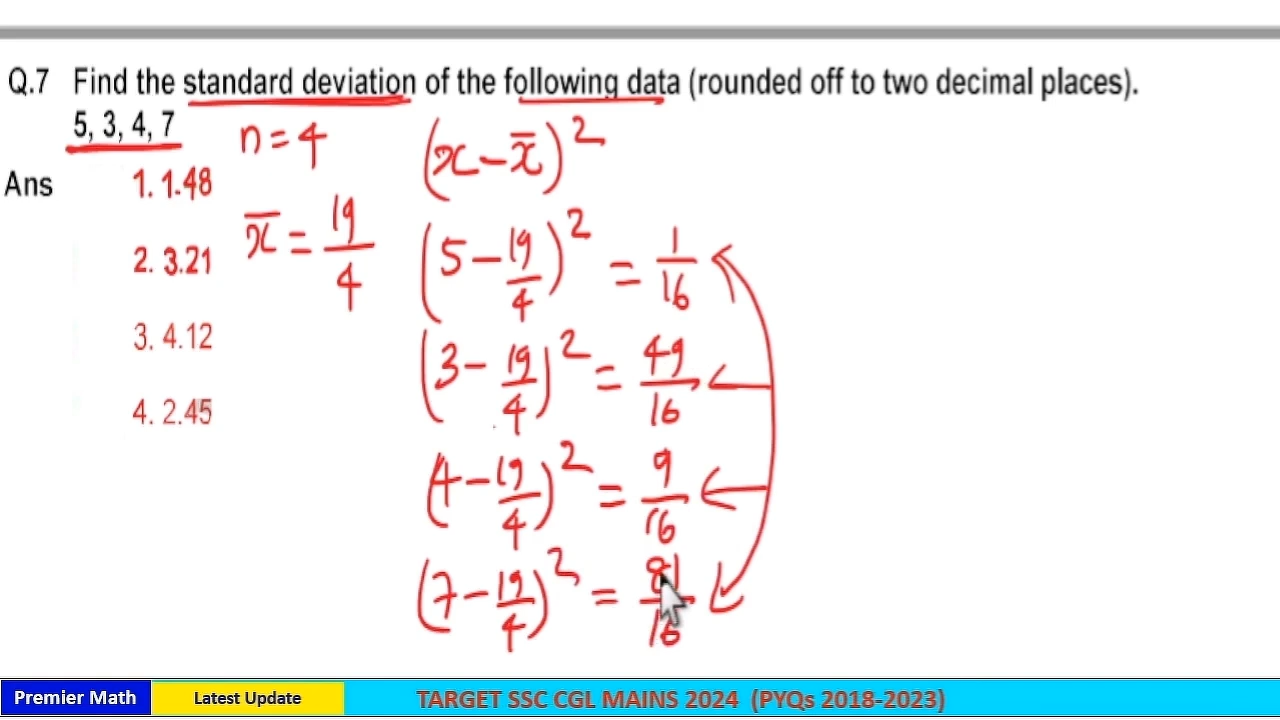 Q.7 Find the standard deviation of the following data (rounded off to two decimal places).
5, 3, 4, 7
n = 4
(x - x̄)²
Ans
1. 1.48
2. 3.21
3. 4.12
4. 2.45
x̄ = 19/4
(5 - 19/4)² = 1/16
(3 - 19/4)² = 49/16
(4 - 19/4)² = 9/16
(7 - 19/4)² = 81/16
Premier Math
Latest Update
TARGET SSC CGL MAINS 2024 (PYQs 2018-2023)